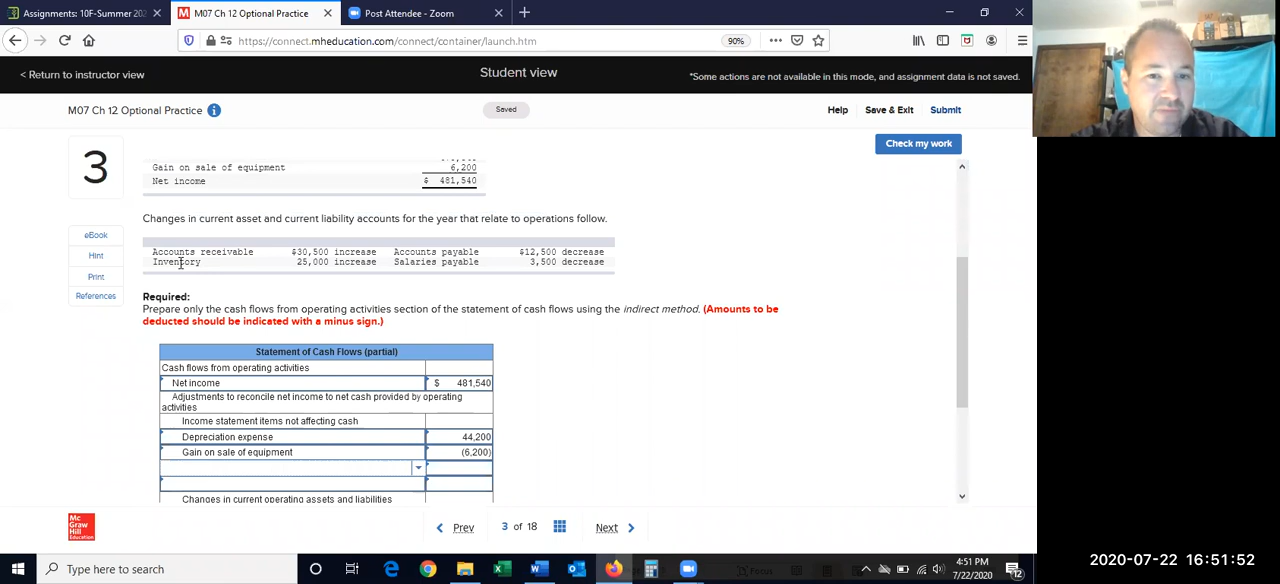 Assignments: 10F-Summer 202
M07 Ch 12 Optional Practice
Post Attendee - Zoom
https://connect.mheducation.com/connect/container/launch.htm
90%
< Return to instructor view
Student view
*Some actions are not available in this mode, and assignment data is not saved.
M07 Ch 12 Optional Practice
Saved
Help
Save & Exit
Submit
Check my work
3
eBook
Hint
Print
References
Gain on sale of equipment 6,200
Net income $ 481,540
Changes in current asset and current liability accounts for the year that relate to operations follow.
Accounts receivable $30,500 increase Accounts payable $12,500 decrease
Inventory 25,000 increase Salaries payable 3,500 decrease
Required:
Prepare only the cash flows from operating activities section of the statement of cash flows using the indirect method. (Amounts to be
deducted should be indicated with a minus sign.)
Statement of Cash Flows (partial)
Cash flows from operating activities
Net income $ 481,540
Adjustments to reconcile net income to net cash provided by operating
activities
Income statement items not affecting cash
Depreciation expense 44,200
Gain on sale of equipment (6,200)
Changes in current operating assets and liabilities
Mc
Graw
Hill
Education
Prev
3 of 18
Next
Type here to search
Focus
4:51 PM
7/22/2020
12
2020-07-22 16:51:52